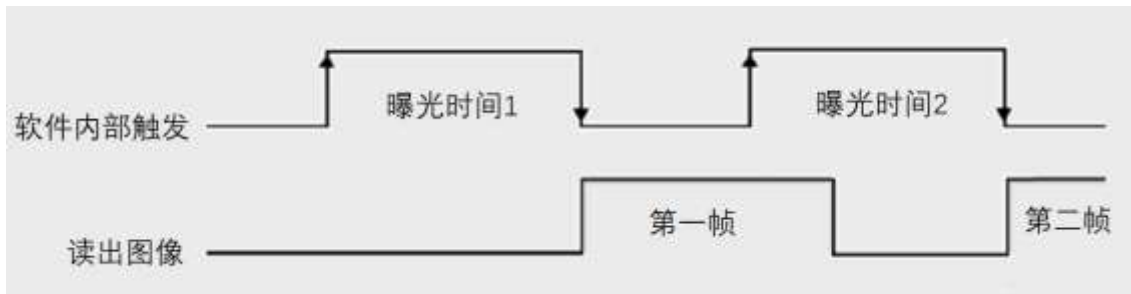 软件内部触发
曝光时间1
曝光时间2
读出图像
第一帧
第二帧